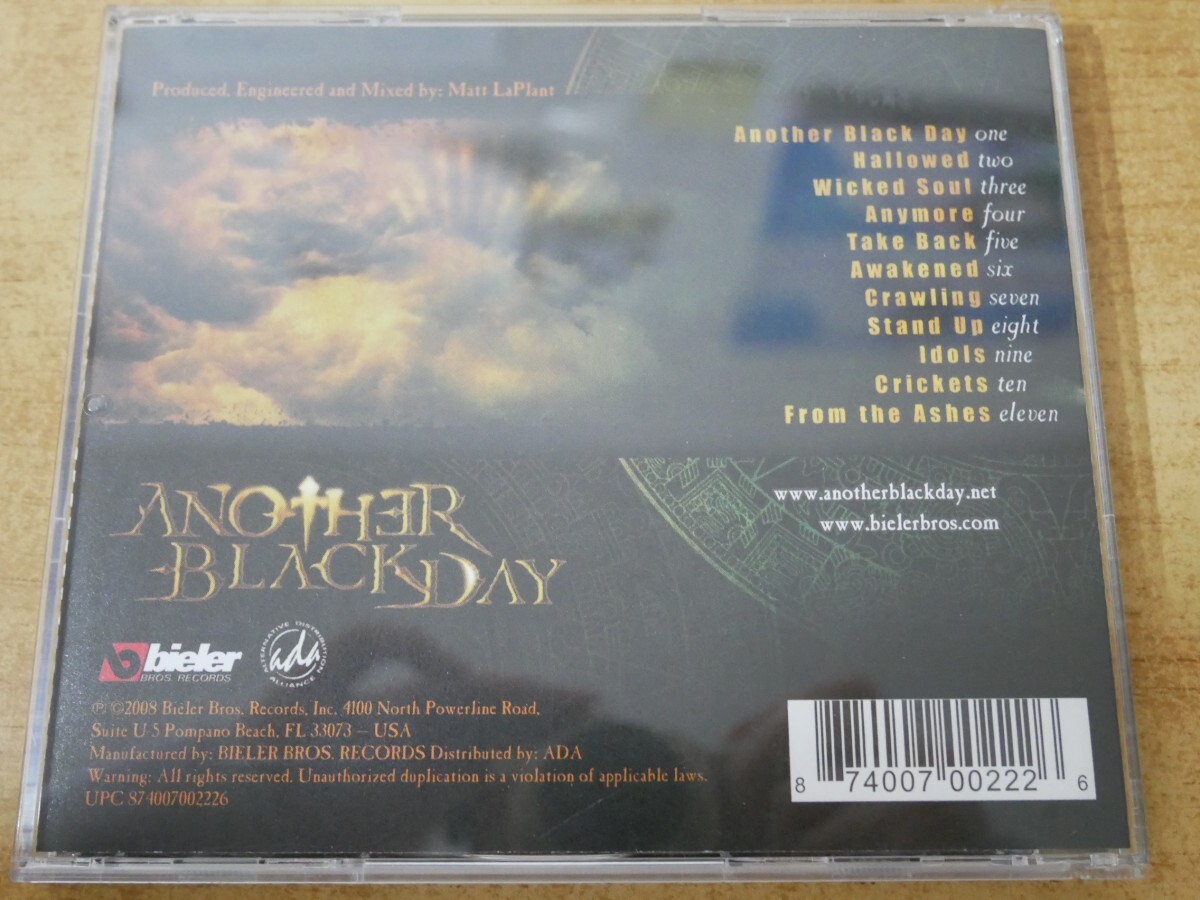 Produced, Engineered and Mixed by: Matt LaPlant
Another Black Day one
Hallowed two
Wicked Soul three
Anymore four
Take Back five
Awakened six
Crawling seven
Stand Up eight
Idols nine
Crickets ten
From the Ashes eleven
ANOTHER
BLACK DAY
www.anotherblackday.net
www.bielerbros.com
bieler
BROS. RECORDS
ALTERNATIVE DISTRIBUTION
ada
ALLIANCE
℗ ©2008 Bieler Bros. Records, Inc. 4100 North Powerline Road,
Suite U-5 Pompano Beach, FL 33073 – USA
Manufactured by: BIELER BROS. RECORDS Distributed by: ADA
Warning: All rights reserved. Unauthorized duplication is a violation of applicable laws.
UPC 874007002226
8 74007 00222 6